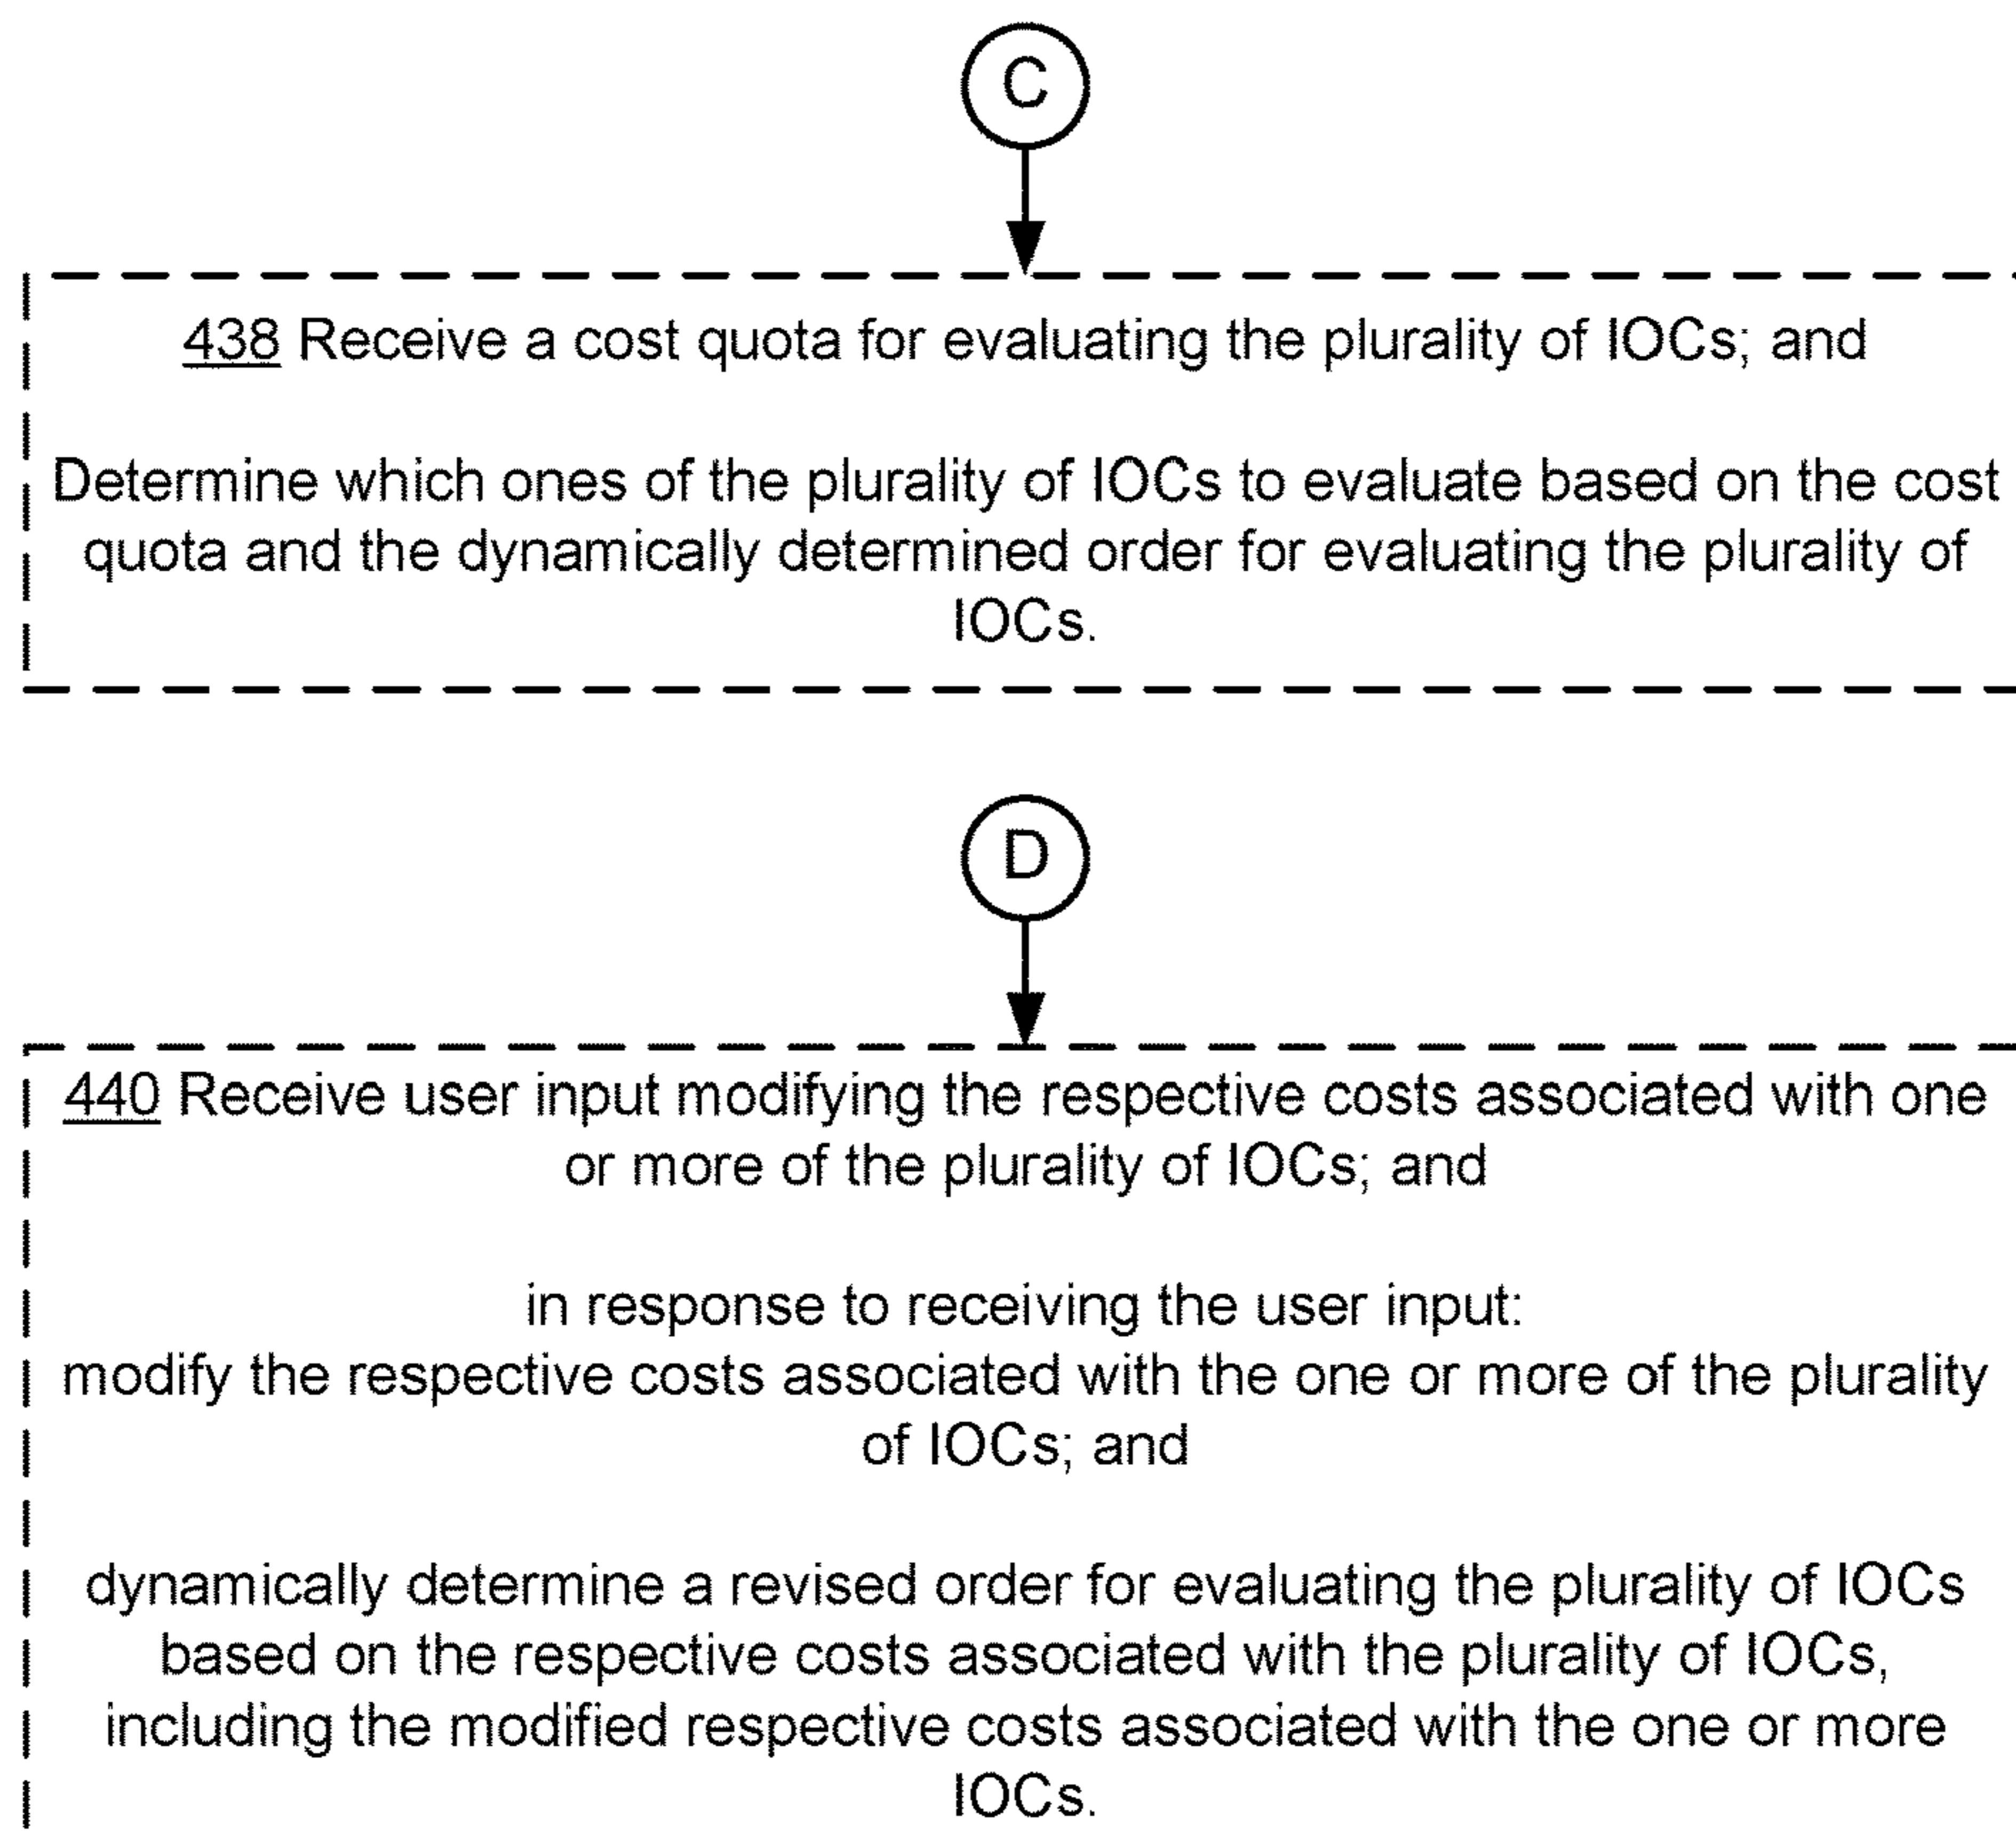 C
438 Receive a cost quota for evaluating the plurality of IOCs; and
Determine which ones of the plurality of IOCs to evaluate based on the cost
quota and the dynamically determined order for evaluating the plurality of
IOCs.
D
440 Receive user input modifying the respective costs associated with one
or more of the plurality of IOCs; and
in response to receiving the user input:
modify the respective costs associated with the one or more of the plurality
of IOCs; and
dynamically determine a revised order for evaluating the plurality of IOCs
based on the respective costs associated with the plurality of IOCs,
including the modified respective costs associated with the one or more
IOCs.